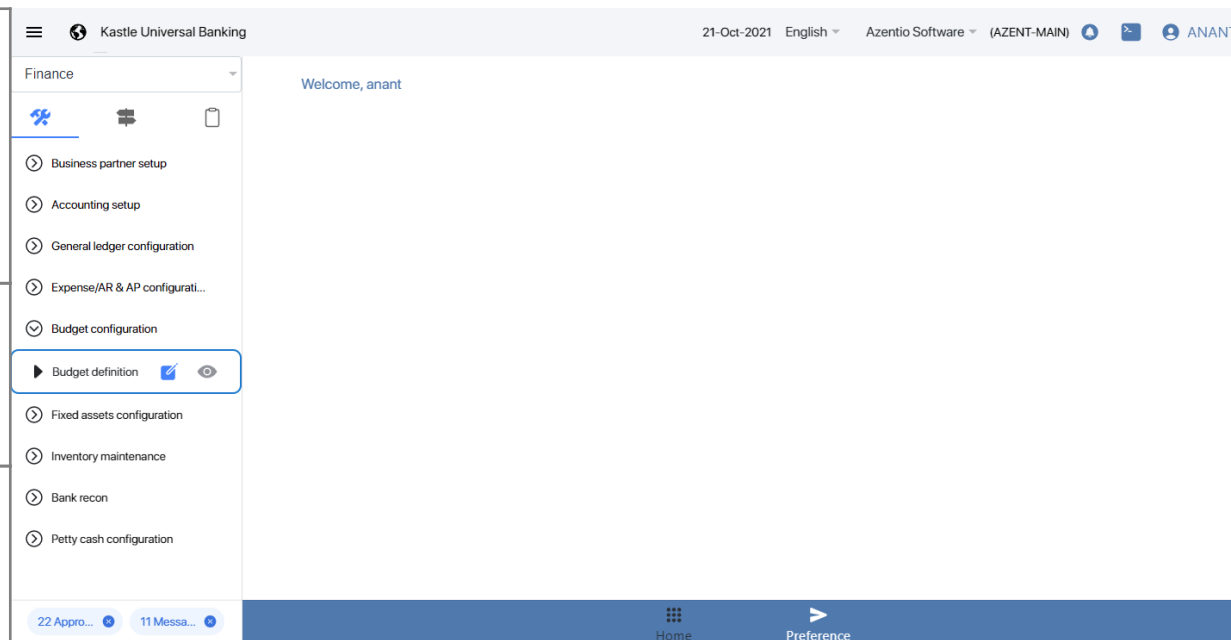 Kastle Universal Banking
21-Oct-2021 English Azentio Software (AZENT-MAIN) ANANT
Finance
Welcome, anant
Business partner setup
Accounting setup
General ledger configuration
Expense/AR & AP configurati...
Budget configuration
Budget definition
Fixed assets configuration
Inventory maintenance
Bank recon
Petty cash configuration
22 Appro... 11 Messa...
Home Preference